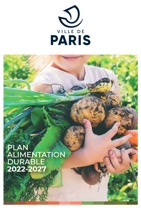 VILLE DE
PARIS
PLAN
ALIMENTATION
DURABLE
2022-2027